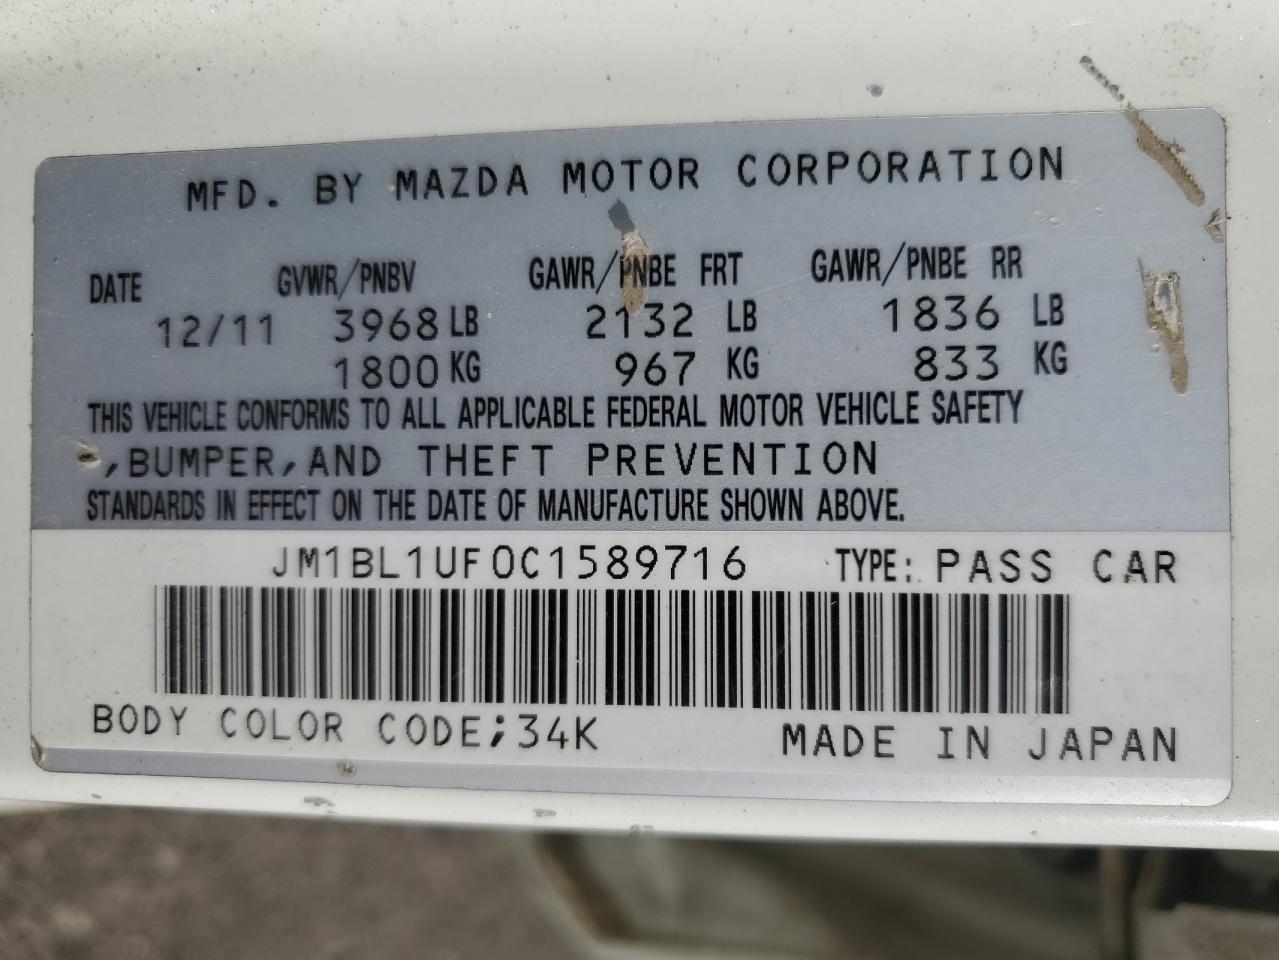 MFD. BY MAZDA MOTOR CORPORATION
DATE GVWR/PNBV GAWR/PNBE FRT GAWR/PNBE RR
12/11 3968 LB 2132 LB 1836 LB
1800 KG 967 KG 833 KG
THIS VEHICLE CONFORMS TO ALL APPLICABLE FEDERAL MOTOR VEHICLE SAFETY
,BUMPER,AND THEFT PREVENTION
STANDARDS IN EFFECT ON THE DATE OF MANUFACTURE SHOWN ABOVE.
JM1BL1UF0C1589716 TYPE: PASS CAR
BODY COLOR CODE;34K MADE IN JAPAN